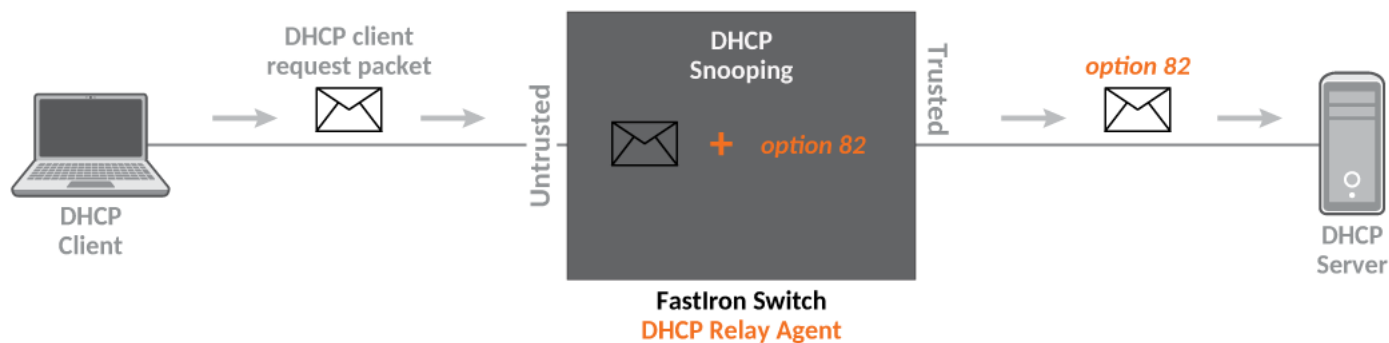 DHCP client
request packet
DHCP
Client
Untrusted
DHCP
Snooping
+ option 82
FastIron Switch
DHCP Relay Agent
Trusted
option 82
DHCP
Server